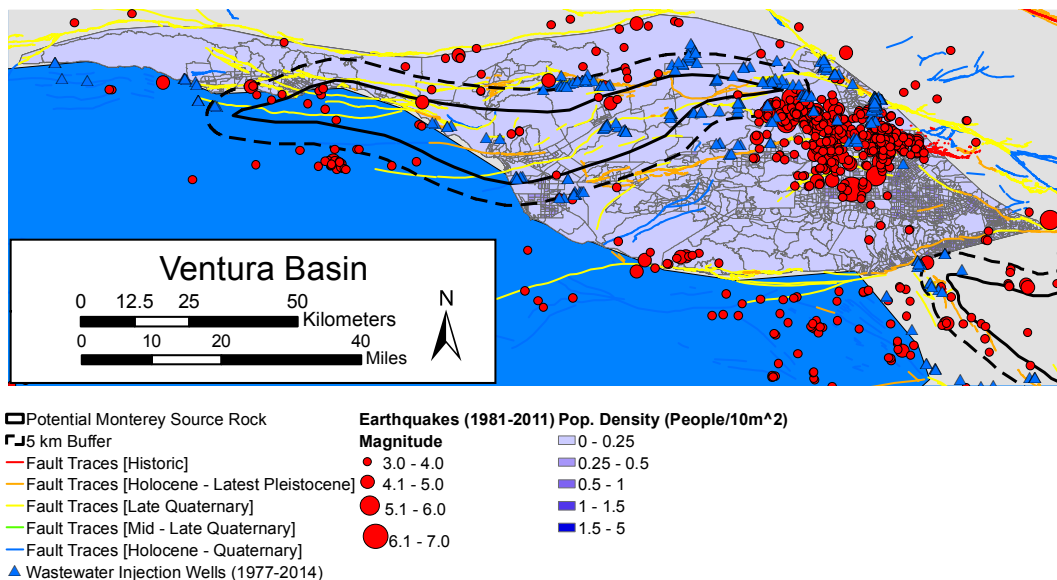 Ventura Basin
0 12.5 25 50
Kilometers
0 10 20 40
Miles
N
Potential Monterey Source Rock
5 km Buffer
Fault Traces [Historic]
Fault Traces [Holocene - Latest Pleistocene]
Fault Traces [Late Quaternary]
Fault Traces [Mid - Late Quaternary]
Fault Traces [Holocene - Quaternary]
Wastewater Injection Wells (1977-2014)
Earthquakes (1981-2011)
Magnitude
3.0 - 4.0
4.1 - 5.0
5.1 - 6.0
6.1 - 7.0
Pop. Density (People/10m^2)
0 - 0.25
0.25 - 0.5
0.5 - 1
1 - 1.5
1.5 - 5